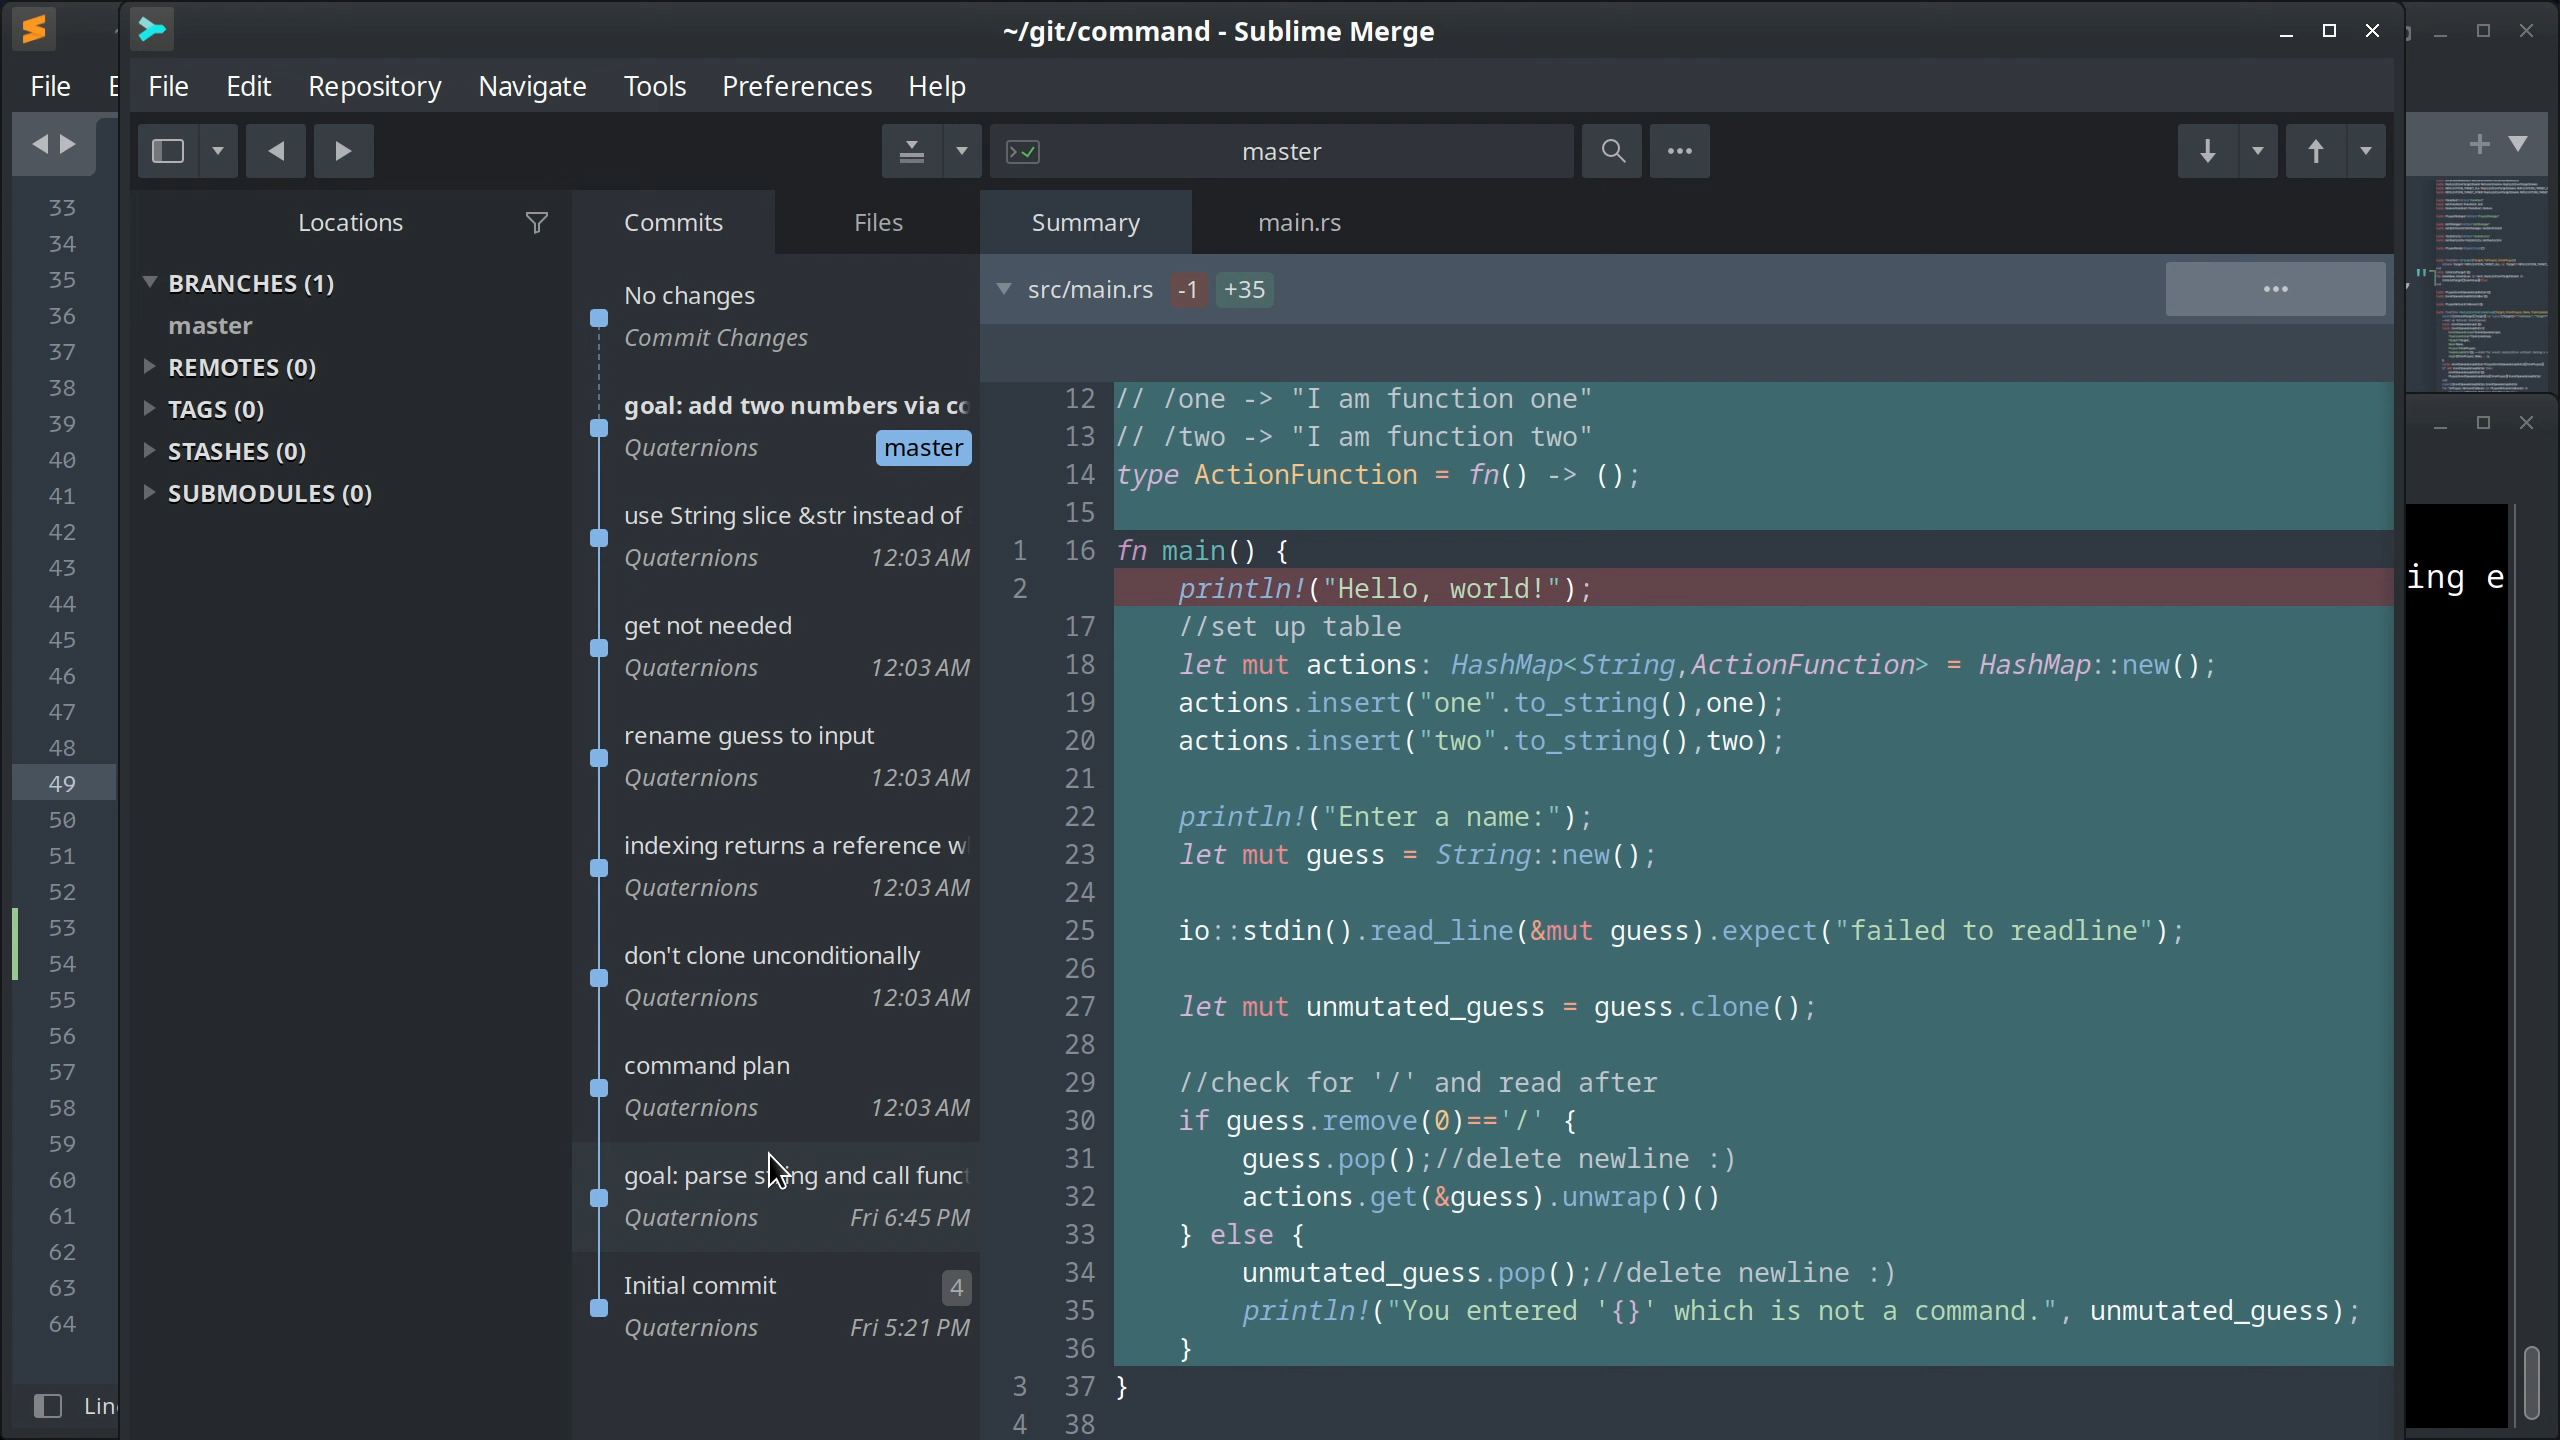 ~/git/command - Sublime Merge
File
File Edit Repository Navigate Tools Preferences Help
master
Locations
Commits Files
Summary main.rs
BRANCHES (1)
master
REMOTES (0)
TAGS (0)
STASHES (0)
SUBMODULES (0)
No changes
Commit Changes
goal: add two numbers via co
Quaternions master
use String slice &str instead of
Quaternions 12:03 AM
get not needed
Quaternions 12:03 AM
rename guess to input
Quaternions 12:03 AM
indexing returns a reference w
Quaternions 12:03 AM
don't clone unconditionally
Quaternions 12:03 AM
command plan
Quaternions 12:03 AM
goal: parse string and call funct
Quaternions Fri 6:45 PM
Initial commit 4
Quaternions Fri 5:21 PM
src/main.rs -1 +35
12 // /one -> "I am function one"
13 // /two -> "I am function two"
14 type ActionFunction = fn() -> ();
15
1 16 fn main() {
2 println!("Hello, world!");
17 //set up table
18 let mut actions: HashMap<String,ActionFunction> = HashMap::new();
19 actions.insert("one".to_string(),one);
20 actions.insert("two".to_string(),two);
21
22 println!("Enter a name:");
23 let mut guess = String::new();
24
25 io::stdin().read_line(&mut guess).expect("failed to readline");
26
27 let mut unmutated_guess = guess.clone();
28
29 //check for '/' and read after
30 if guess.remove(0)=='/' {
31 guess.pop();//delete newline :)
32 actions.get(&guess).unwrap()()
33 } else {
34 unmutated_guess.pop();//delete newline :)
35 println!("You entered '{}' which is not a command.", unmutated_guess);
36 }
3 37 }
4 38
33
34
35
36
37
38
39
40
41
42
43
44
45
46
47
48
49
50
51
52
53
54
55
56
57
58
59
60
61
62
63
64
Lin
ing e